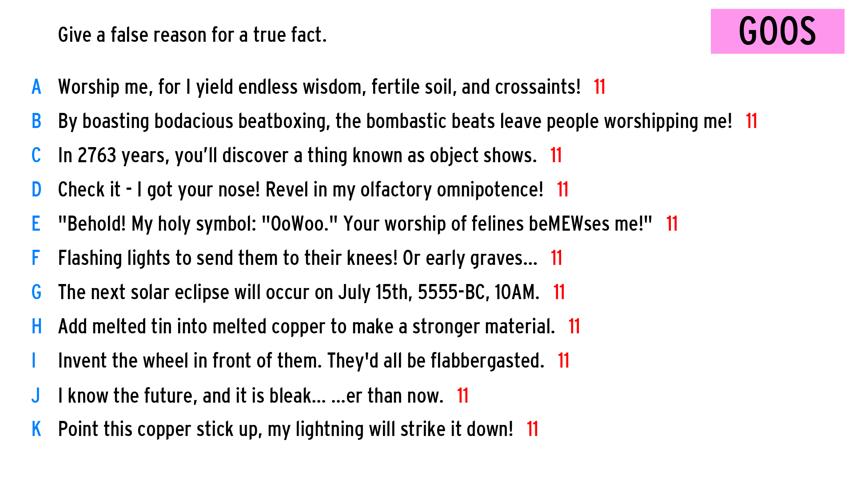 Give a false reason for a true fact.
GOOS
A Worship me, for I yield endless wisdom, fertile soil, and crossaints! 11
B By boasting bodacious beatboxing, the bombastic beats leave people worshipping me! 11
C In 2763 years, you'll discover a thing known as object shows. 11
D Check it - I got your nose! Revel in my olfactory omnipotence! 11
E "Behold! My holy symbol: "OoWoo." Your worship of felines beMEWses me!" 11
F Flashing lights to send them to their knees! Or early graves... 11
G The next solar eclipse will occur on July 15th, 5555-BC, 10AM. 11
H Add melted tin into melted copper to make a stronger material. 11
I Invent the wheel in front of them. They'd all be flabbergasted. 11
J I know the future, and it is bleak... ...er than now. 11
K Point this copper stick up, my lightning will strike it down! 11